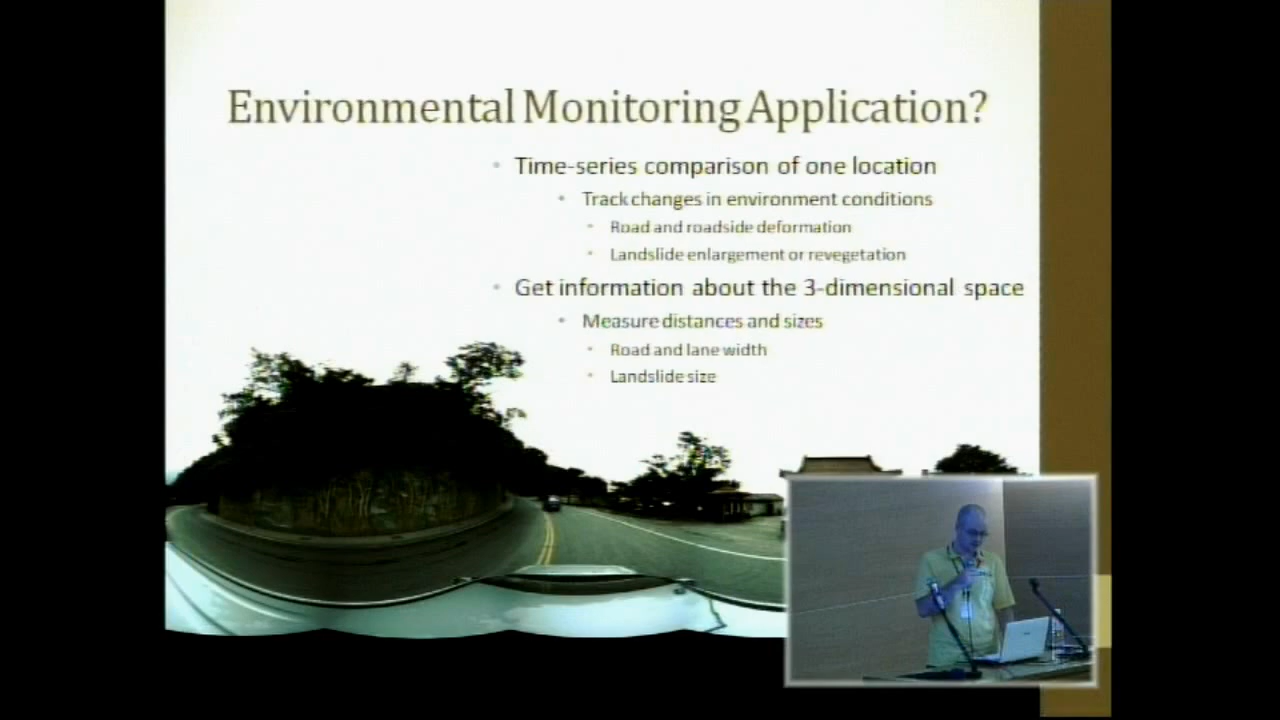 Environmental Monitoring Application?
• Time-series comparison of one location
• Track changes in environment conditions
• Road and roadside deformation
• Landslide enlargement or revegetation
• Get information about the 3-dimensional space
• Measure distances and sizes
• Road and lane width
• Landslide size